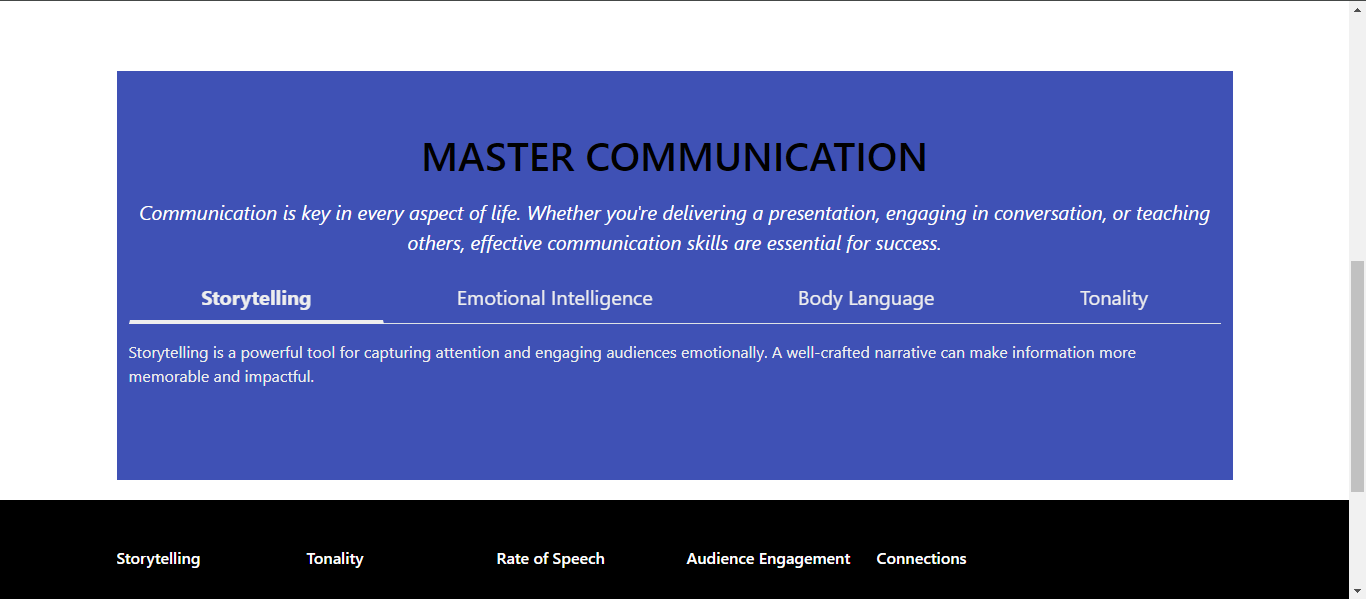 MASTER COMMUNICATION
Communication is key in every aspect of life. Whether you're delivering a presentation, engaging in conversation, or teaching
others, effective communication skills are essential for success.
Storytelling Emotional Intelligence Body Language Tonality
Storytelling is a powerful tool for capturing attention and engaging audiences emotionally. A well-crafted narrative can make information more
memorable and impactful.
Storytelling Tonality Rate of Speech Audience Engagement Connections